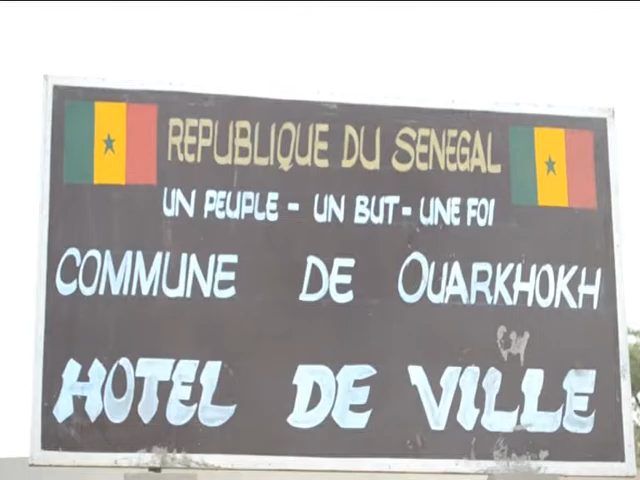 REPUBLIQUE DU SENEGAL
UN PEUPLE - UN BUT - UNE FOI
COMMUNE DE OUARKHOKH
HOTEL DE VILLE